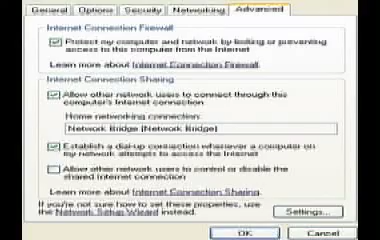 General Options Security Networking Advanced
Internet Connection Firewall
Protect my computer and network by limiting or preventing
access to this computer from the Internet
Learn more about Internet Connection Firewall.
Internet Connection Sharing
Allow other network users to connect through this
computer's Internet connection
Home networking connection:
Network Bridge (Network Bridge)
Establish a dial-up connection whenever a computer on
my network attempts to access the Internet
Allow other network users to control or disable the
shared Internet connection
Learn more about Internet Connection Sharing.
If you're not sure how to set these properties, use
the Network Setup Wizard instead.
Settings...
OK Cancel